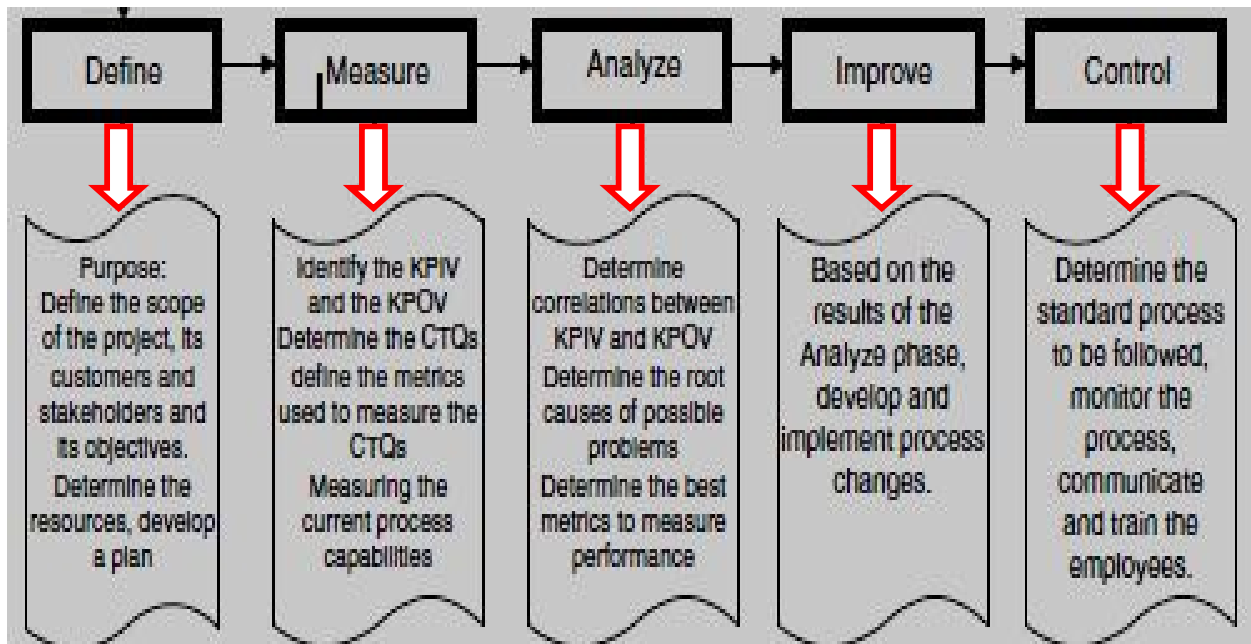 Define
Measure
Analyze
Improve
Control
Purpose:
Define the scope
of the project, its
customers and
stakeholders and
its objectives.
Determine the
resources, develop
a plan
Identify the KPIV
and the KPOV
Determine the CTQs
define the metrics
used to measure the
CTQs
Measuring the
current process
capabilities
Determine
correlations between
KPIV and KPOV
Determine the root
causes of possible
problems
Determine the best
metrics to measure
performance
Based on the
results of the
Analyze phase,
develop and
implement process
changes.
Determine the
standard process
to be followed,
monitor the
process,
communicate
and train the
employees.